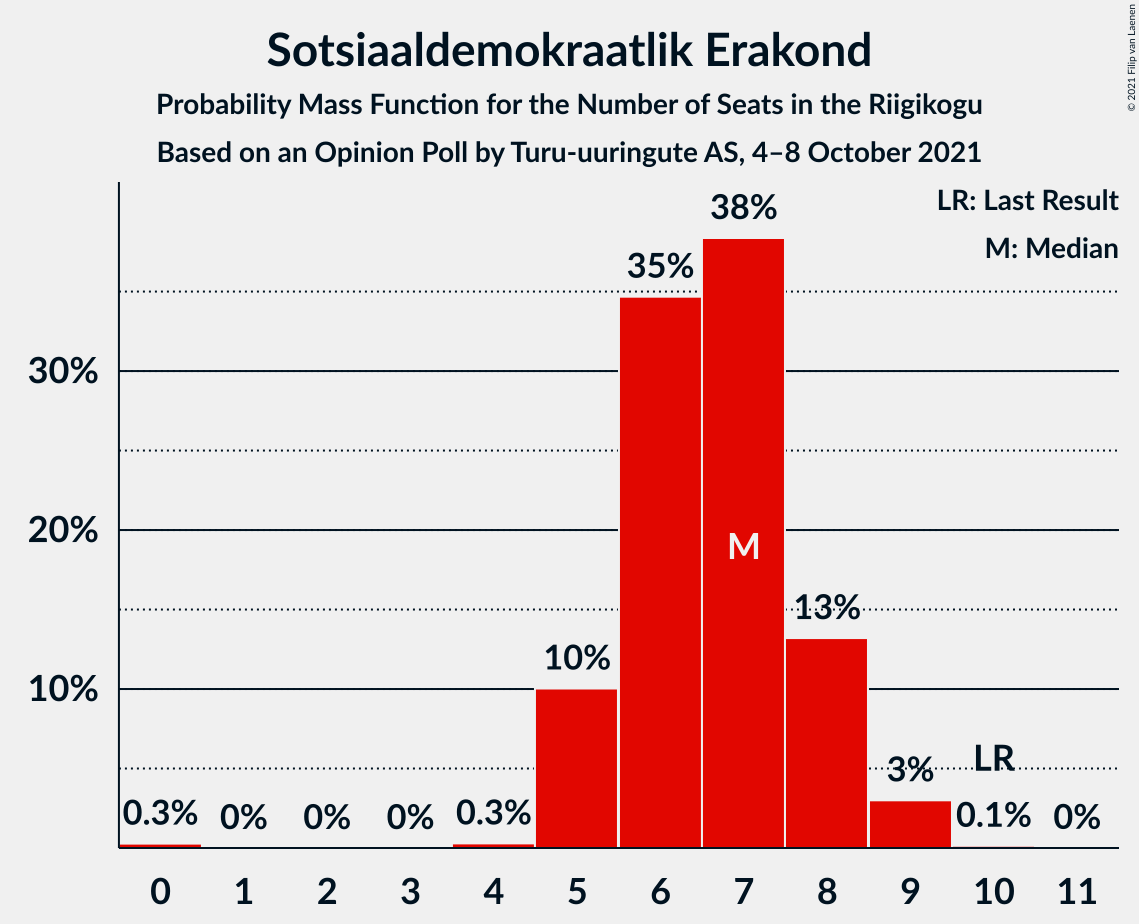 Sotsiaaldemokraatlik Erakond
Probability Mass Function for the Number of Seats in the Riigikogu
Based on an Opinion Poll by Turu-uuringute AS, 4–8 October 2021
© 2021 Filip van Laenen
LR: Last Result
M: Median
38%
35%
30%
20%
M
13%
10%
10%
3%
LR
0.3%
0%
0%
0%
0.3%
0.1%
0%
0 1 2 3 4 5 6 7 8 9 10 11